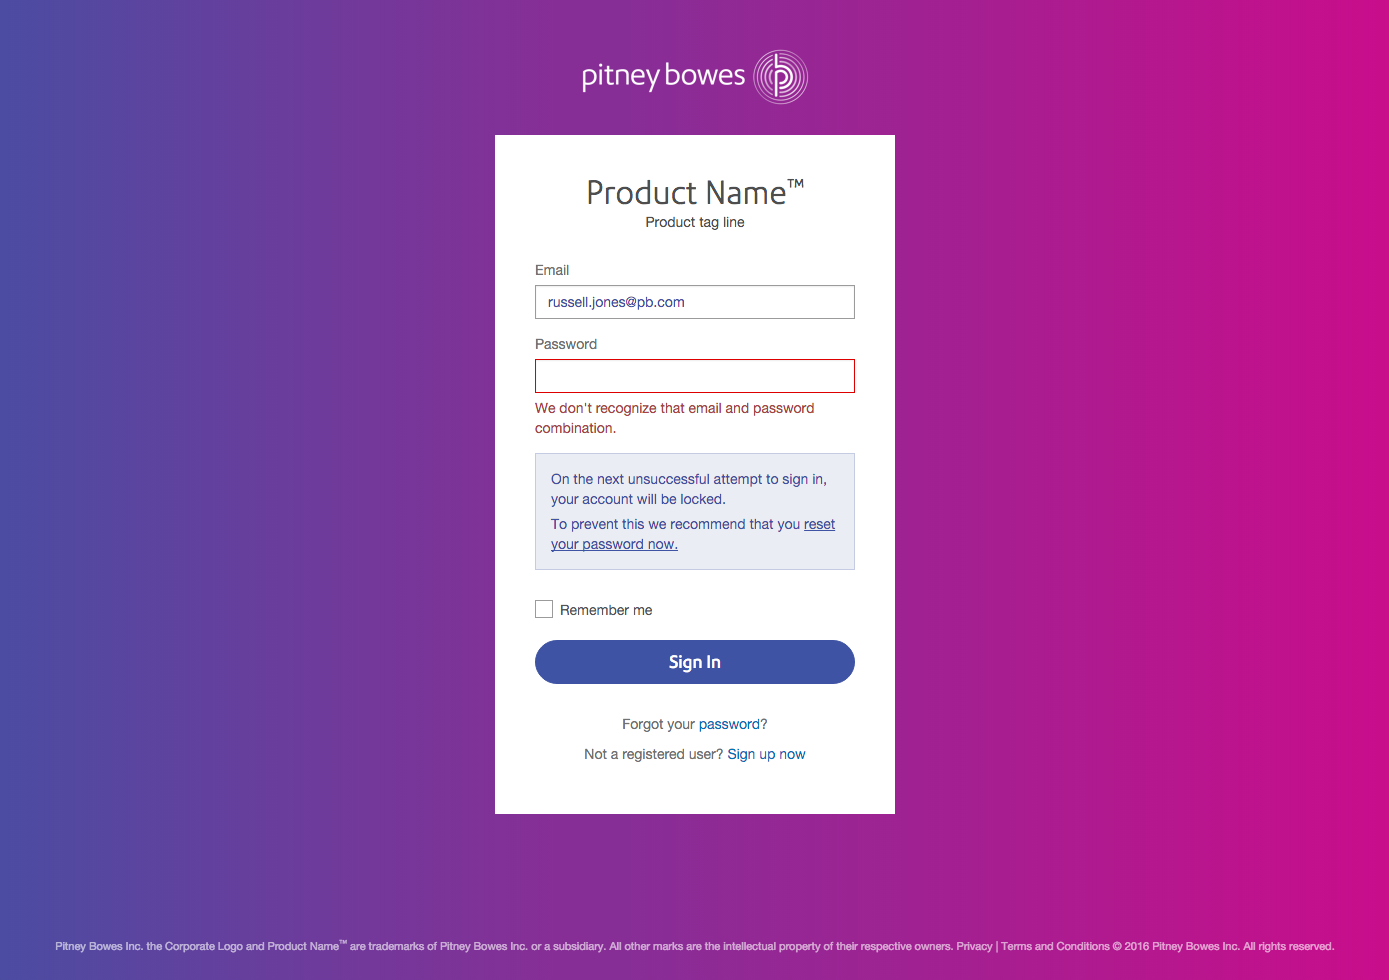 pitney bowes
Product Name™
Product tag line
Email
russell.jones@pb.com
Password
We don't recognize that email and password
combination.
On the next unsuccessful attempt to sign in,
your account will be locked.
To prevent this we recommend that you reset
your password now.
Remember me
Sign In
Forgot your password?
Not a registered user? Sign up now
Pitney Bowes Inc. the Corporate Logo and Product Name™ are trademarks of Pitney Bowes Inc. or a subsidiary. All other marks are the intellectual property of their respective owners. Privacy | Terms and Conditions © 2016 Pitney Bowes Inc. All rights reserved.